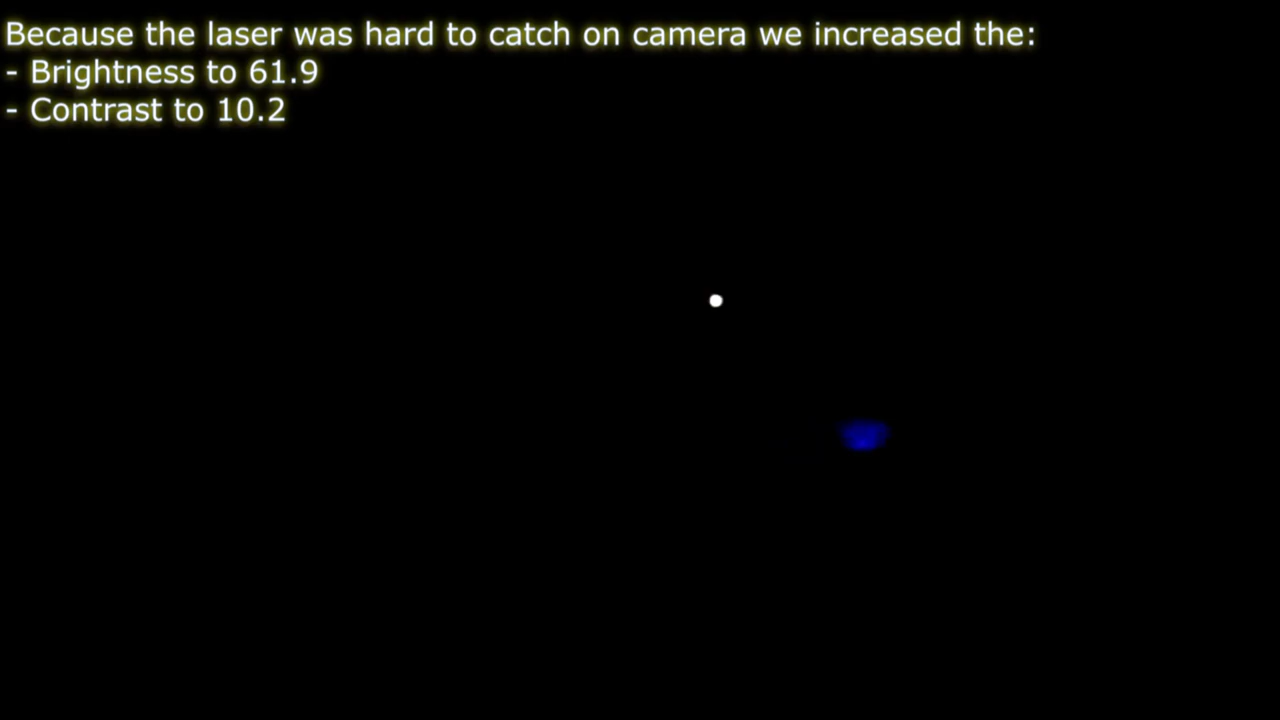 Because the laser was hard to catch on camera we increased the:
- Brightness to 61.9
- Contrast to 10.2